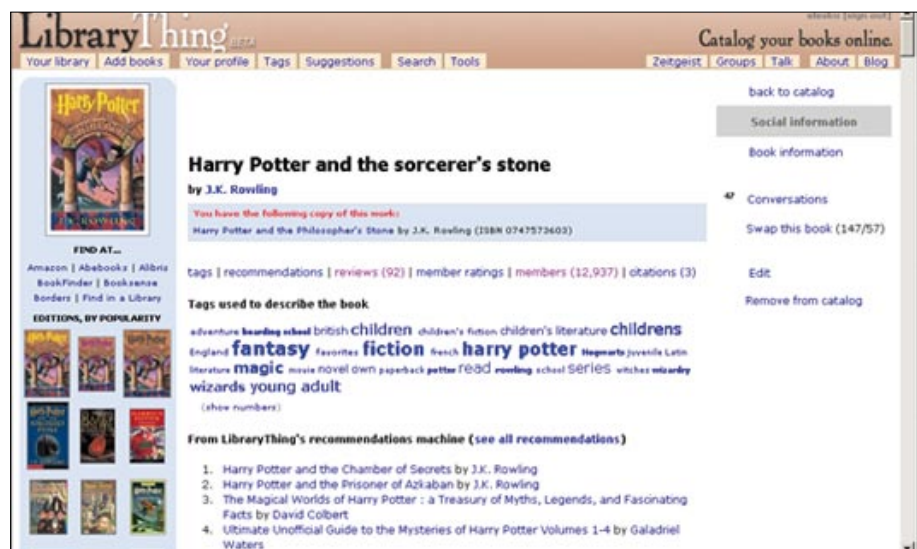 LibraryThing BETA
Catalog your books online.
Your library Add books Your profile Tags Suggestions Search Tools Zeitgeist Groups Talk About Blog
Harry Potter
J.K. ROWLING
FIND AT...
Amazon | Abebooks | Alibris
BookFinder | Booksense
Borders | Find in a Library
EDITIONS, BY POPULARITY
Harry Potter and the sorcerer's stone
by J.K. Rowling
You have the following copy of this work:
Harry Potter and the Philosopher's Stone by J.K. Rowling (ISBN 0747573603)
tags | recommendations | reviews (92) | member ratings | members (12,937) | citations (3)
Tags used to describe the book
adventure boarding school british children children's fiction children's literature childrens
England fantasy favorites fiction french harry potter Hogwarts juvenile Latin
literature magic movie novel own paperback potter read rowling school series witches wizardry
wizards young adult
(show numbers)
From LibraryThing's recommendations machine (see all recommendations)
1. Harry Potter and the Chamber of Secrets by J.K. Rowling
2. Harry Potter and the Prisoner of Azkaban by J.K. Rowling
3. The Magical Worlds of Harry Potter : a Treasury of Myths, Legends, and Fascinating
Facts by David Colbert
4. Ultimate Unofficial Guide to the Mysteries of Harry Potter Volumes 1-4 by Galadriel
Waters
back to catalog
Social information
Book information
47 Conversations
Swap this book (147/57)
Edit
Remove from catalog